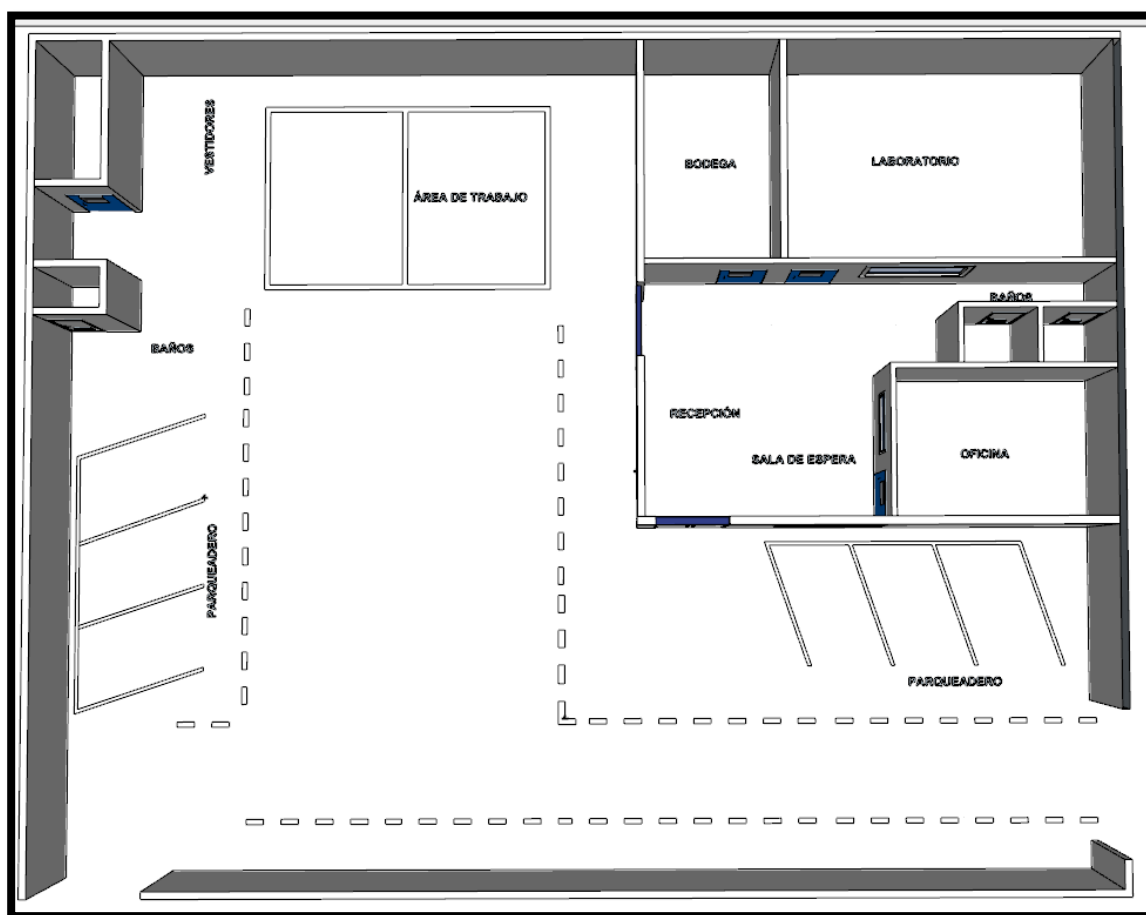 VESTIDORES
ÁREA DE TRABAJO
BODEGA
LABORATORIO
BAÑOS
BAÑOS
RECEPCIÓN
SALA DE ESPERA
OFICINA
PARQUEADERO
PARQUEADERO